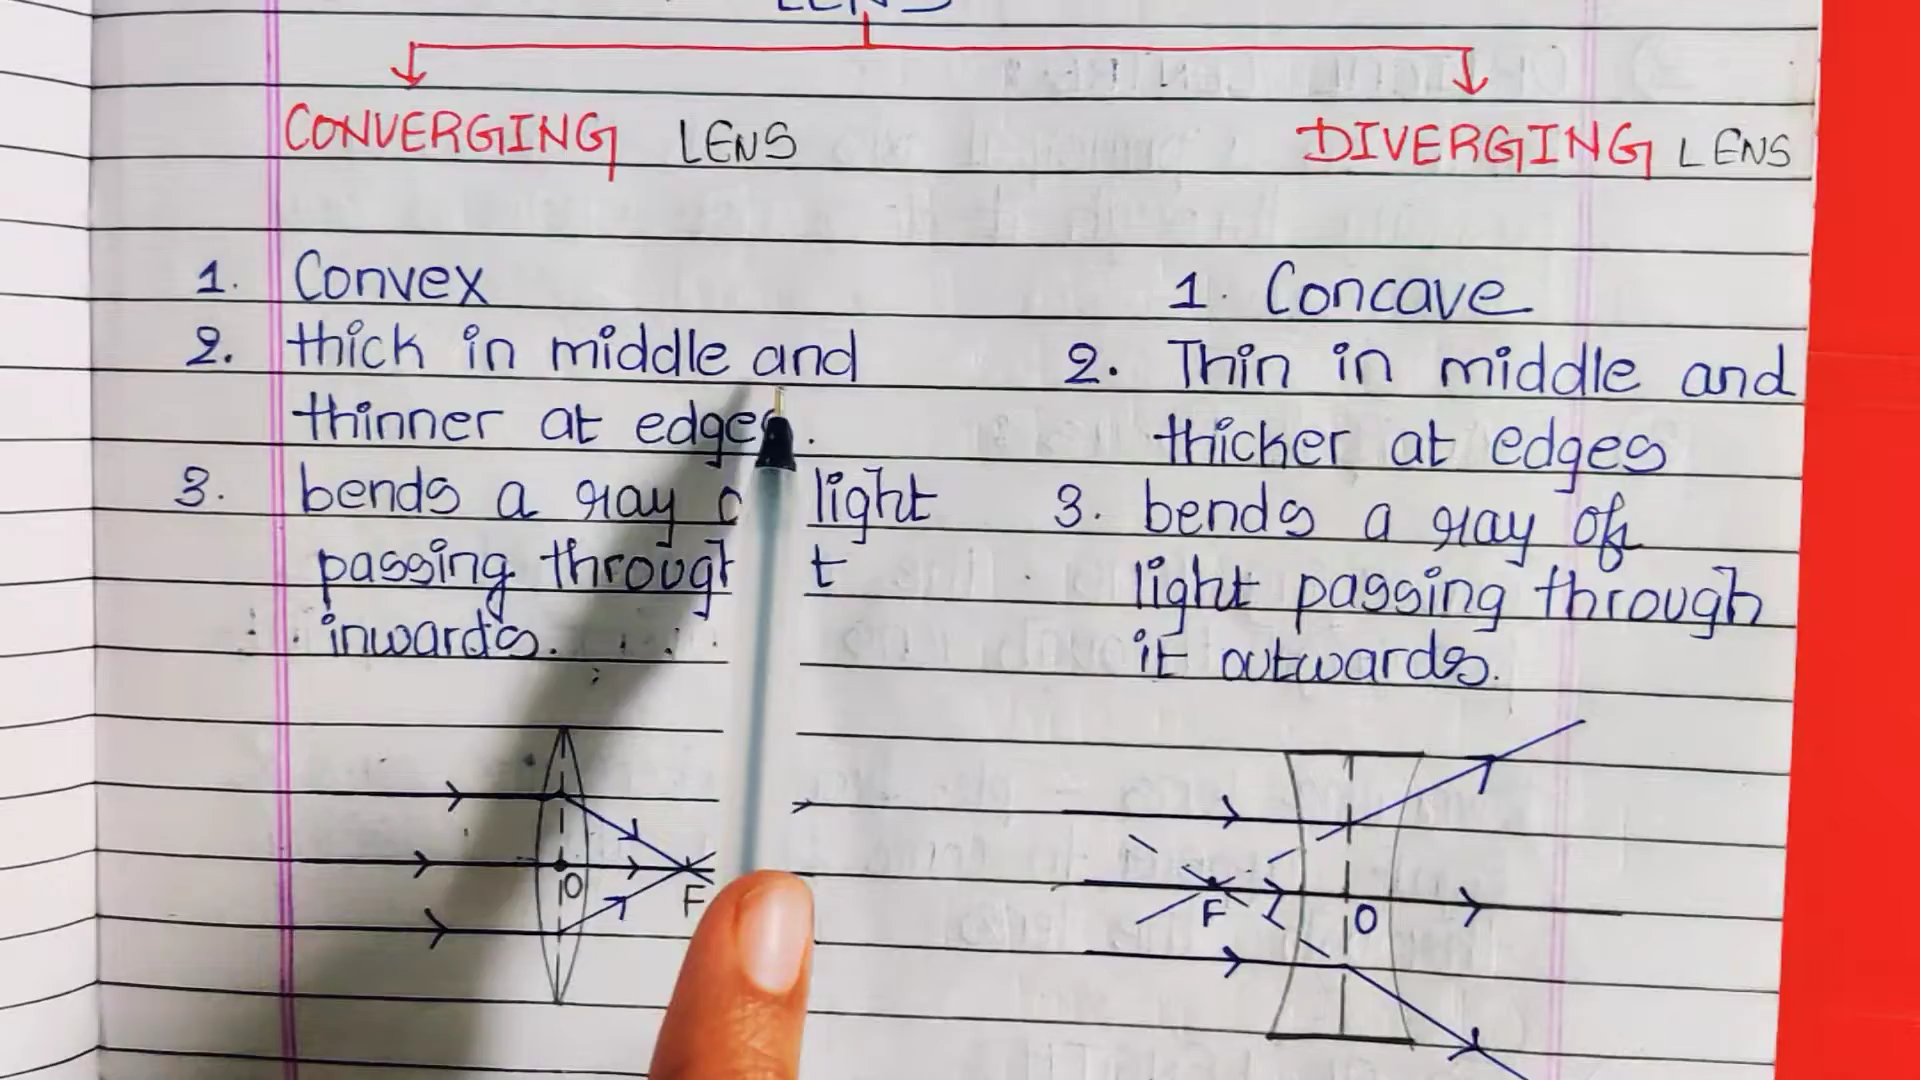 LENS
CONVERGING LENS
DIVERGING LENS
1. Convex
2. thick in middle and
thinner at edges.
3. bends a ray light
passing through
inwards.
1. Concave
2. Thin in middle and
thicker at edges
3. bends a ray of
light passing through
it outwards.
O
F
F
O